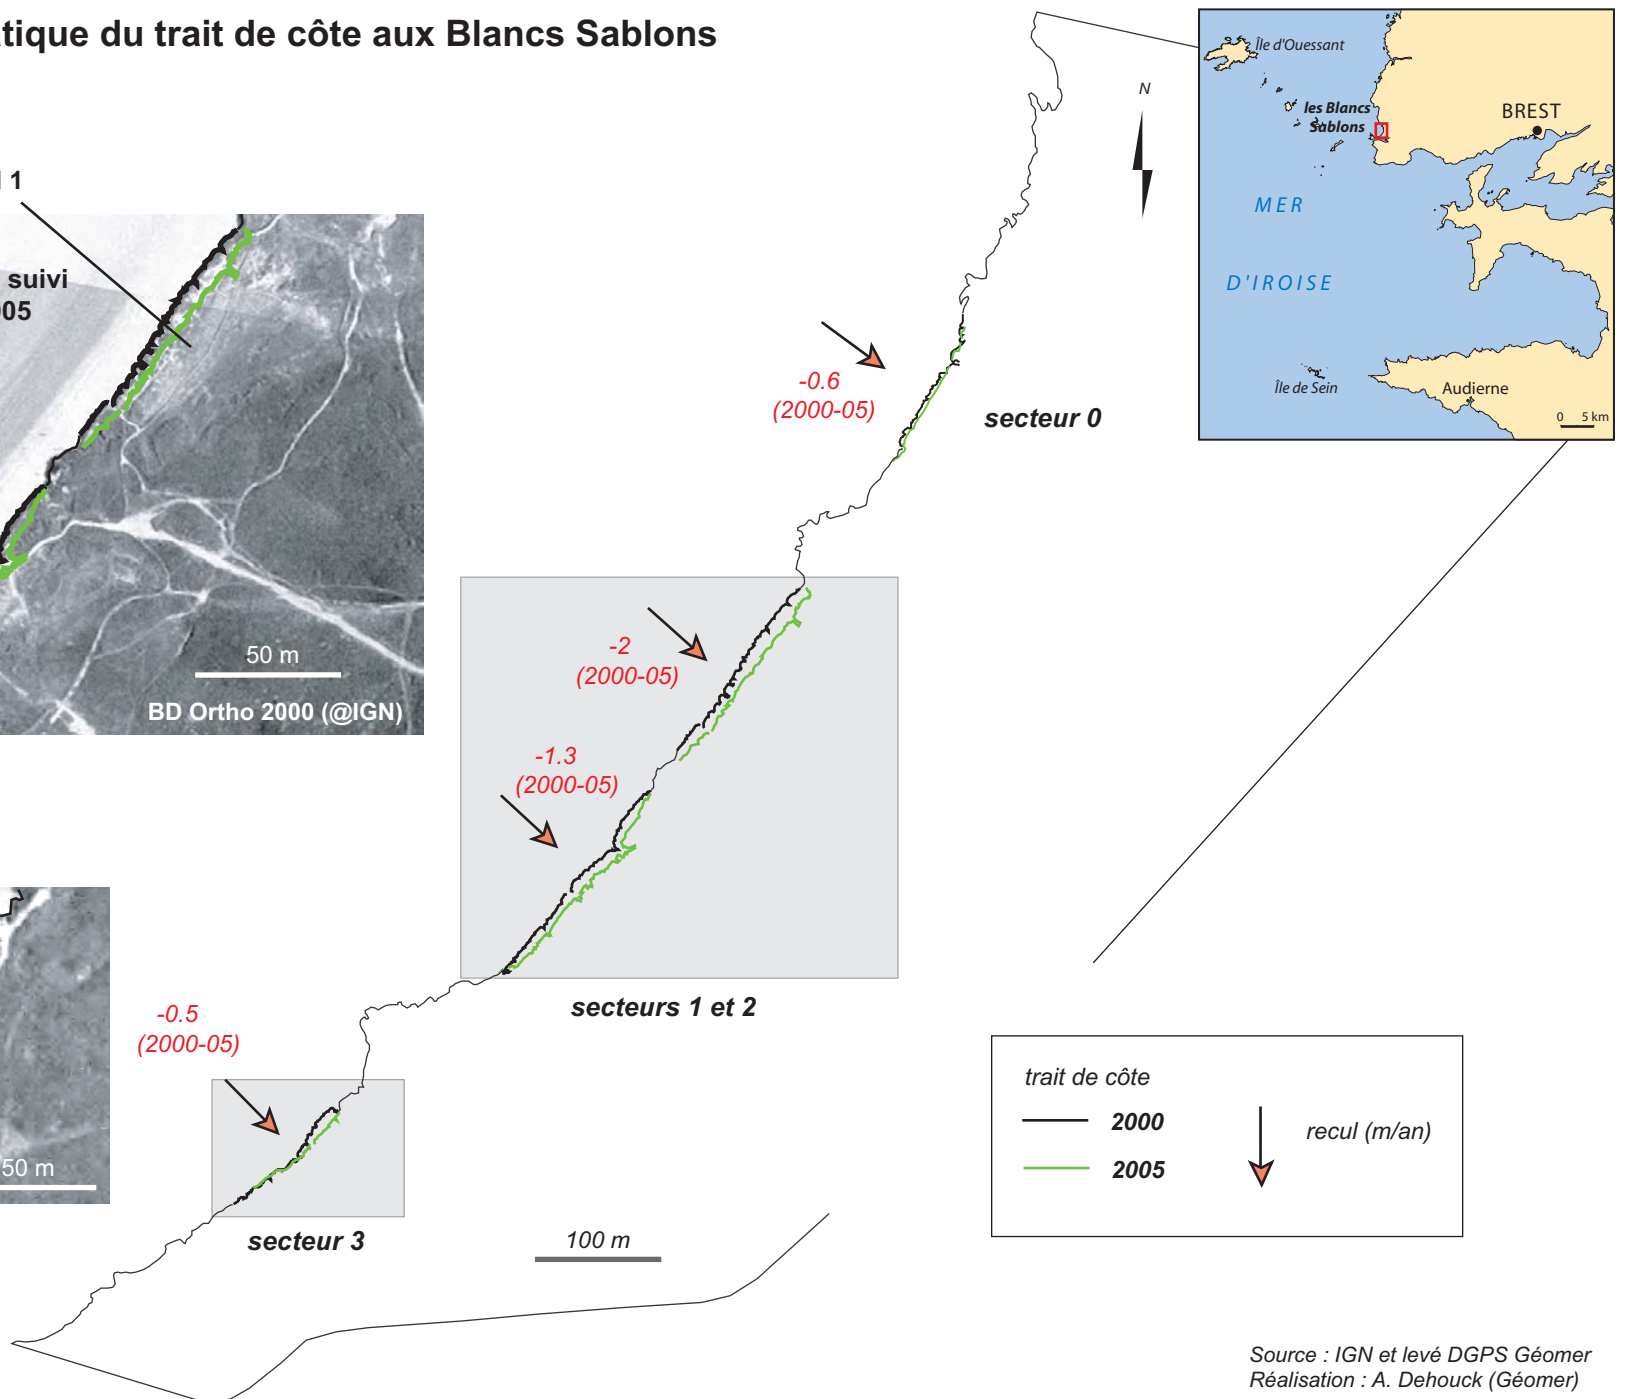 tique du trait de côte aux Blancs Sablons
l 1
suivi
005
50 m
BD Ortho 2000 (@IGN)
50 m
N
-0.6
(2000-05)
secteur 0
-2
(2000-05)
-1.3
(2000-05)
secteurs 1 et 2
-0.5
(2000-05)
secteur 3
100 m
Île d'Ouessant
les Blancs
Sablons
BREST
MER
D'IROISE
Île de Sein
Audierne
0 5 km
trait de côte
2000
2005
recul (m/an)
Source : IGN et levé DGPS Géomer
Réalisation : A. Dehouck (Géomer)